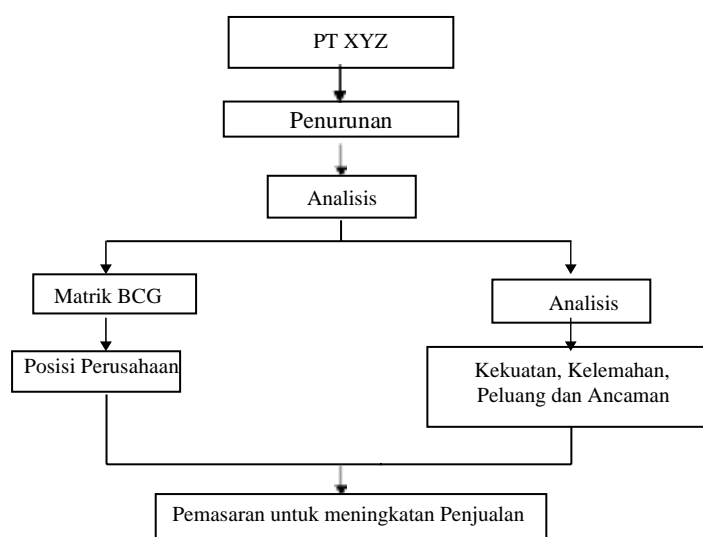 PT XYZ
Penurunan
Analisis
Matrik BCG
Analisis
Posisi Perusahaan
Kekuatan, Kelemahan,
Peluang dan Ancaman
Pemasaran untuk meningkatan Penjualan